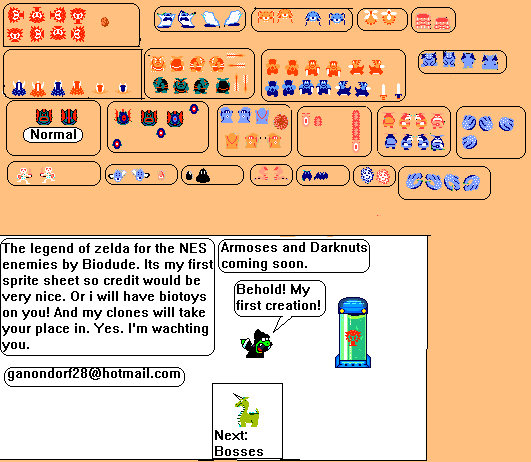 Normal
The legend of zelda for the NES
enemies by Biodude. Its my first
sprite sheet so credit would be
very nice. Or i will have biotoys
on you! And my clones will take
your place in. Yes. I'm wachting
you.
Armoses and Darknuts
coming soon.
Behold! My
first creation!
ganondorf28@hotmail.com
Next:
Bosses